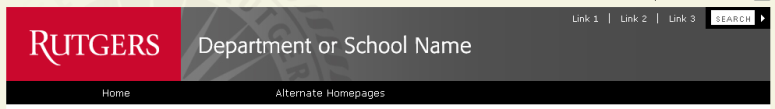 Link 1 | Link 2 | Link 3 SEARCH
RUTGERS Department or School Name
Home Alternate Homepages